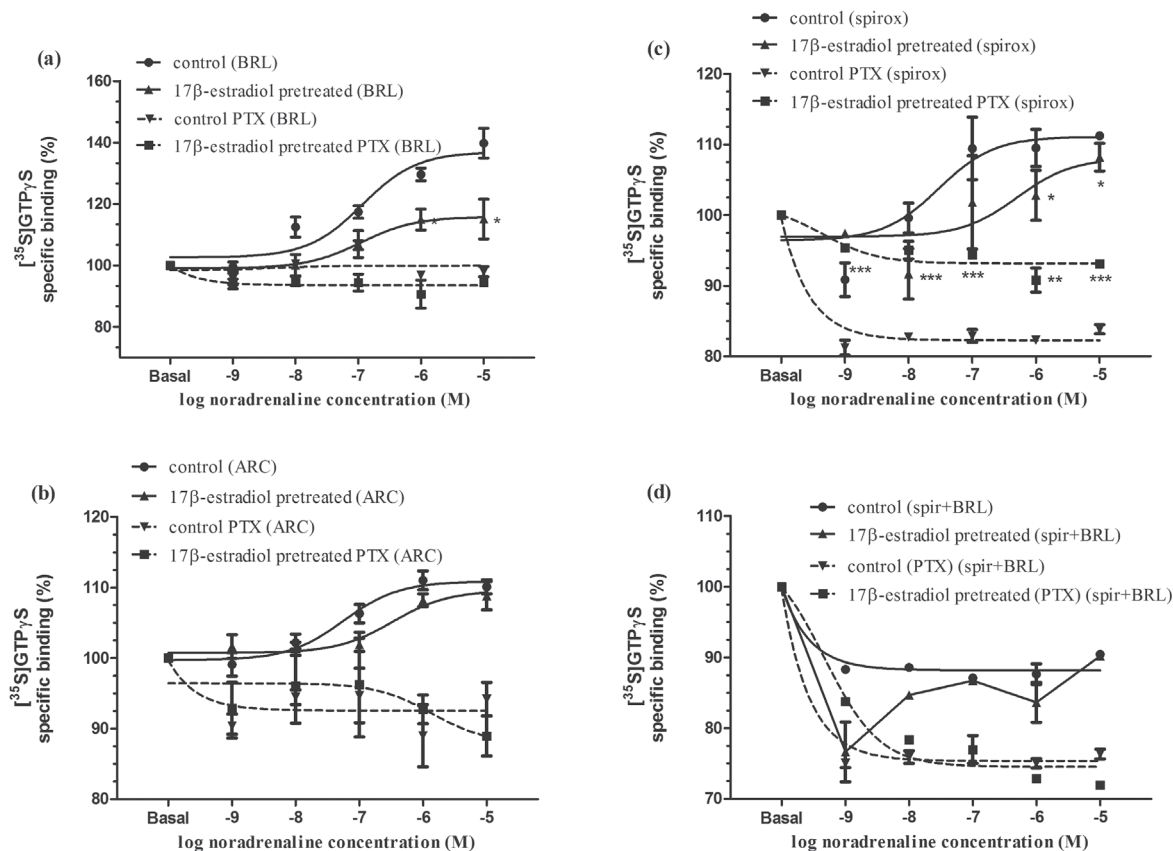 (a)
control (BRL)
17β-estradiol pretreated (BRL)
control PTX (BRL)
17β-estradiol pretreated PTX (BRL)
[³⁵S]GTPγS
specific binding (%)
160
140
120
100
80
*
*
Basal -9 -8 -7 -6 -5
log noradrenaline concentration (M)
(b)
control (ARC)
17β-estradiol pretreated (ARC)
control PTX (ARC)
17β-estradiol pretreated PTX (ARC)
[³⁵S]GTPγS
specific binding (%)
120
110
100
90
80
Basal -9 -8 -7 -6 -5
log noradrenaline concentration (M)
(c)
control (spirox)
17β-estradiol pretreated (spirox)
control PTX (spirox)
17β-estradiol pretreated PTX (spirox)
[³⁵S]GTPγS
specific binding (%)
120
110
100
90
80
*
*
*** *** *** ** ***
Basal -9 -8 -7 -6 -5
log noradrenaline concentration (M)
(d)
control (spir+BRL)
17β-estradiol pretreated (spir+BRL)
control (PTX) (spir+BRL)
17β-estradiol pretreated (PTX) (spir+BRL)
[³⁵S]GTPγS
specific binding (%)
100
90
80
70
Basal -9 -8 -7 -6 -5
log noradrenaline concentration (M)